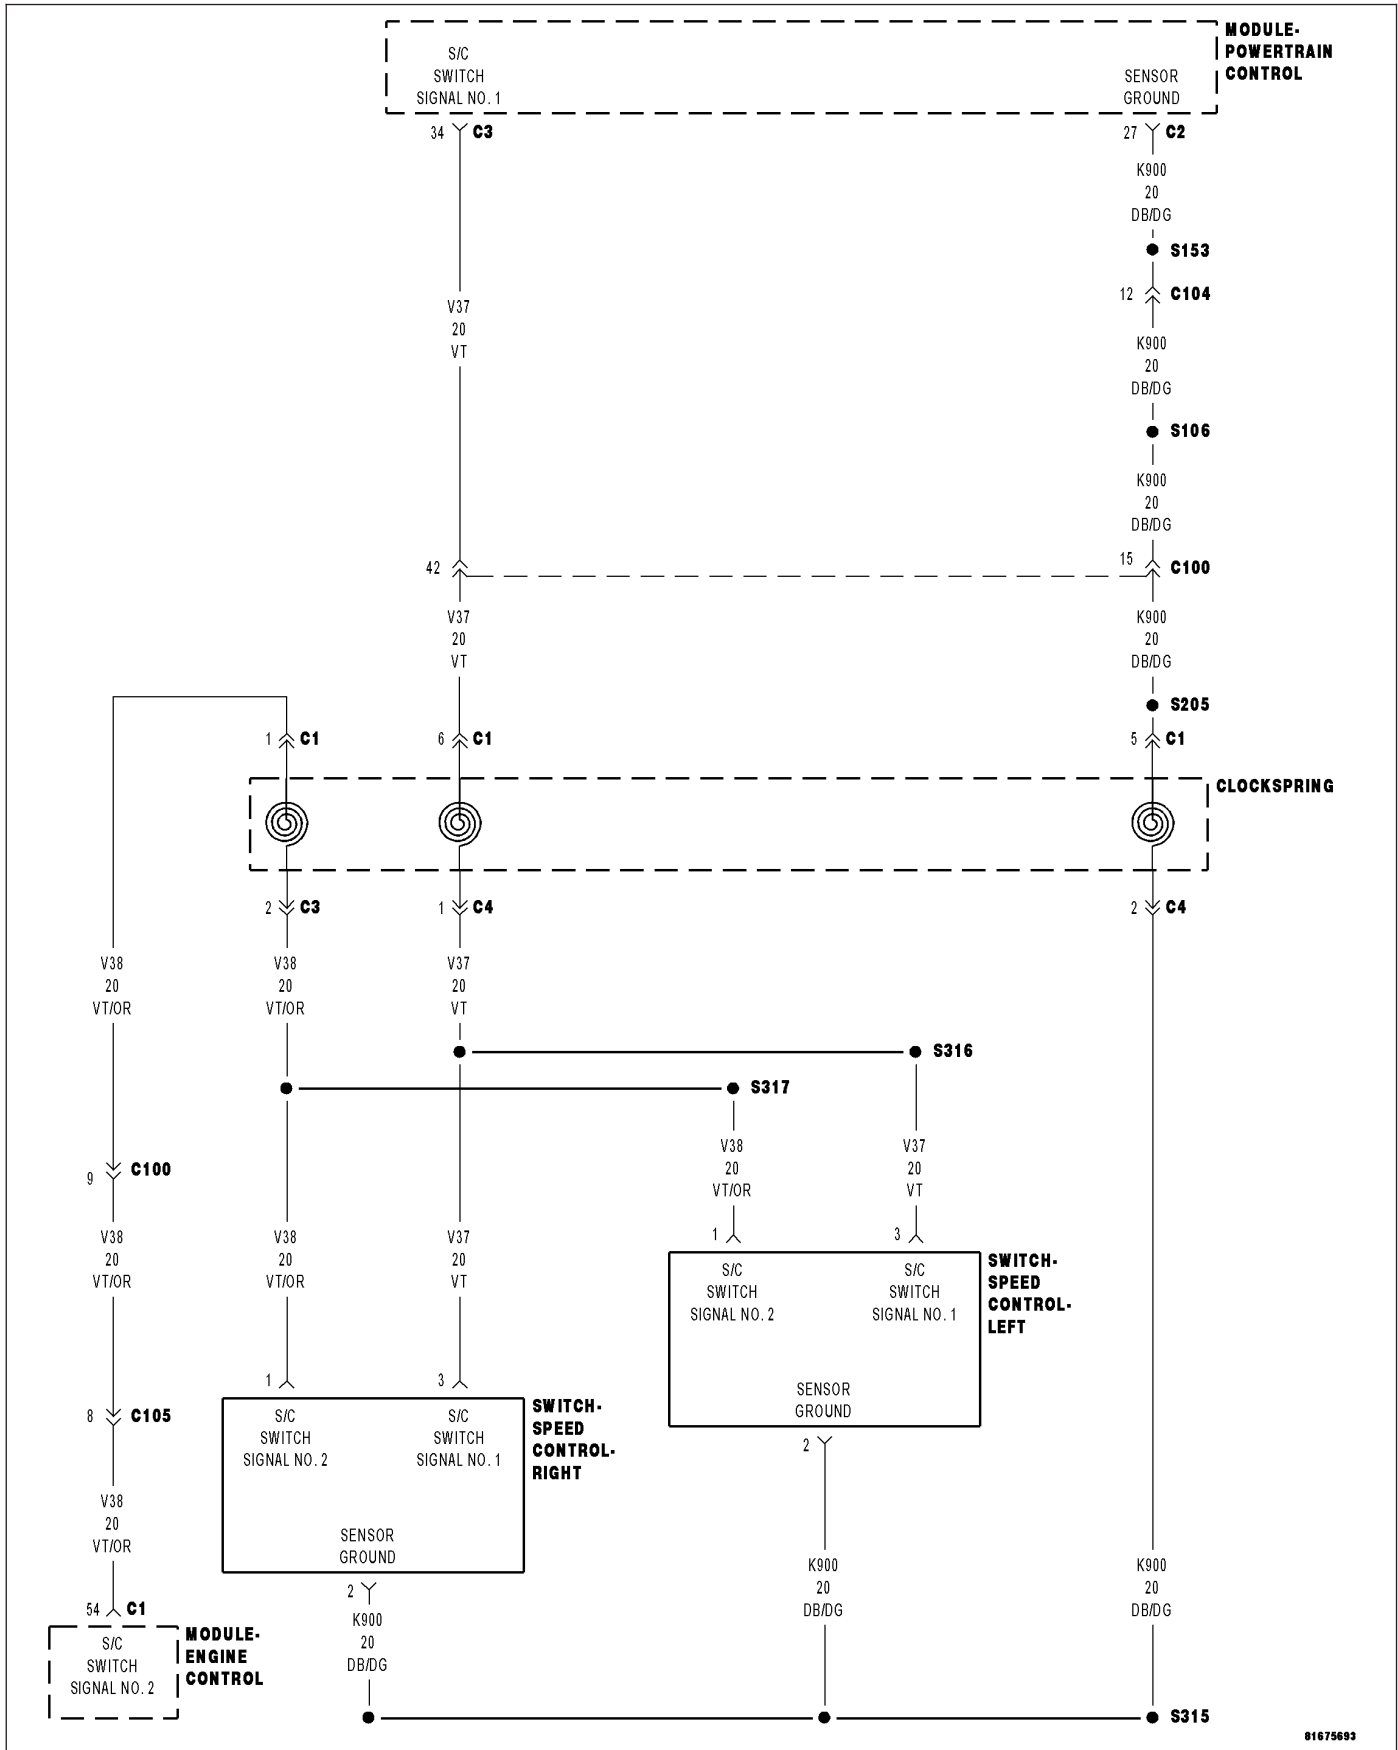 MODULE-
POWERTRAIN
CONTROL
S/C
SWITCH
SIGNAL NO. 1
SENSOR
GROUND
34 C3
27 C2
K900
20
DB/DG
S153
12 C104
V37
20
VT
K900
20
DB/DG
S106
K900
20
DB/DG
42
15 C100
V37
20
VT
K900
20
DB/DG
S205
1 C1
6 C1
5 C1
CLOCKSPRING
2 C3
1 C4
2 C4
V38
20
VT/OR
V38
20
VT/OR
V37
20
VT
S316
S317
V38
20
VT/OR
V37
20
VT
9 C100
V38
20
VT/OR
V38
20
VT/OR
V37
20
VT
1
3
SWITCH-
SPEED
CONTROL-
LEFT
S/C
SWITCH
SIGNAL NO. 2
S/C
SWITCH
SIGNAL NO. 1
SENSOR
GROUND
2
8 C105
1
3
SWITCH-
SPEED
CONTROL-
RIGHT
S/C
SWITCH
SIGNAL NO. 2
S/C
SWITCH
SIGNAL NO. 1
SENSOR
GROUND
V38
20
VT/OR
2
K900
20
DB/DG
K900
20
DB/DG
K900
20
DB/DG
54 C1
MODULE-
ENGINE
CONTROL
S/C
SWITCH
SIGNAL NO. 2
S315
81675693